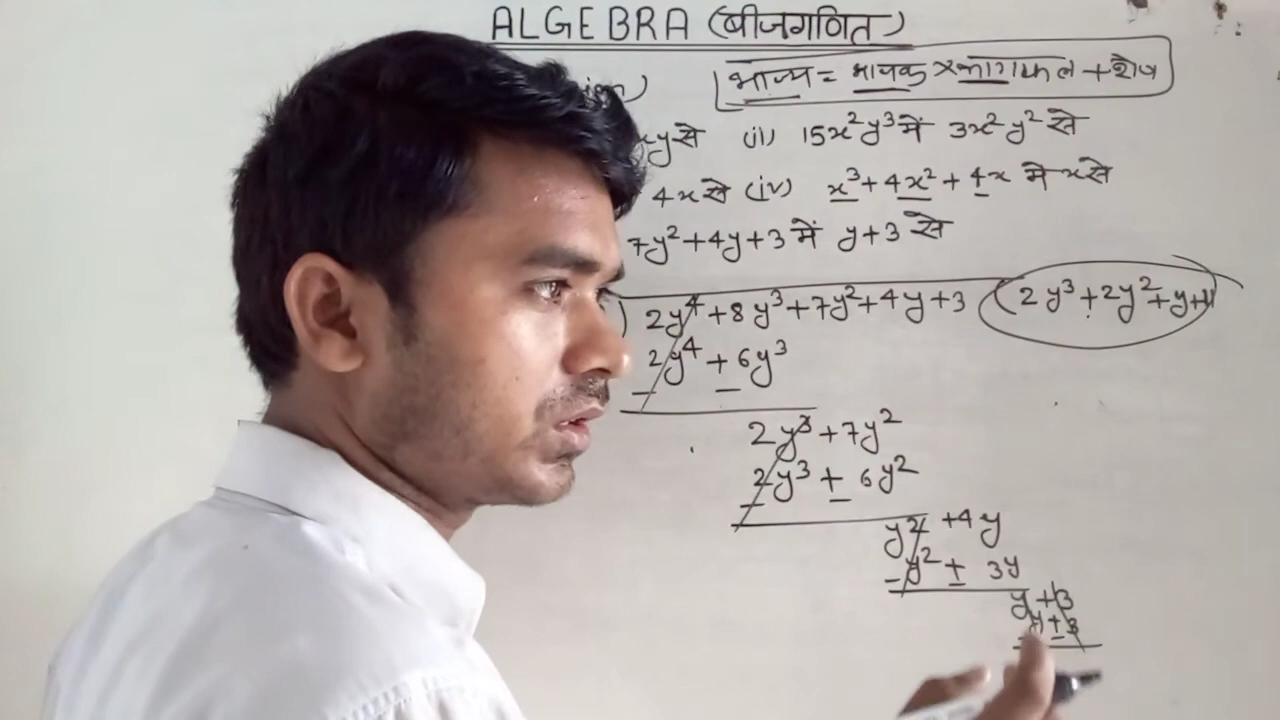 ALGEBRA (बीजगणित)
भाज्य = भाजक × भागफल + शेष
xy से (ii) 15x²y³ में 3x²y² से
4x से (iv) x³ + 4x² + 4x में x से
7y² + 4y + 3 में y + 3 से
) 2y⁴ + 8y³ + 7y² + 4y + 3 ( 2y³ + 2y² + y + 1
2y⁴ + 6y³
2y³ + 7y²
2y³ + 6y²
y² + 4y
y² + 3y
y + 3
y + 3